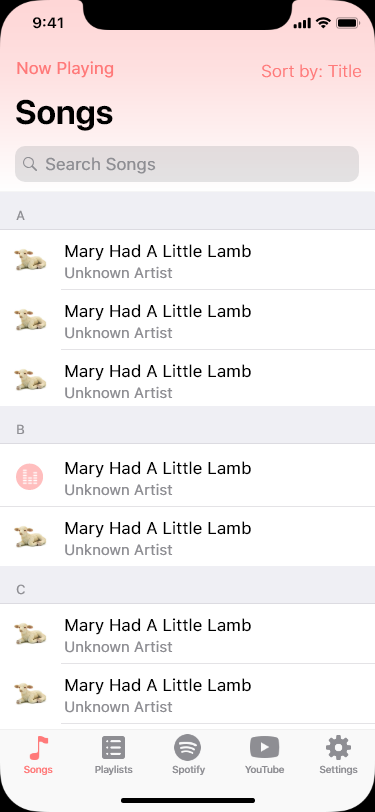 9:41
Now Playing
Sort by: Title
Songs
Search Songs
A
Mary Had A Little Lamb
Unknown Artist
Mary Had A Little Lamb
Unknown Artist
Mary Had A Little Lamb
Unknown Artist
B
Mary Had A Little Lamb
Unknown Artist
Mary Had A Little Lamb
Unknown Artist
C
Mary Had A Little Lamb
Unknown Artist
Mary Had A Little Lamb
Unknown Artist
Songs
Playlists
Spotify
YouTube
Settings